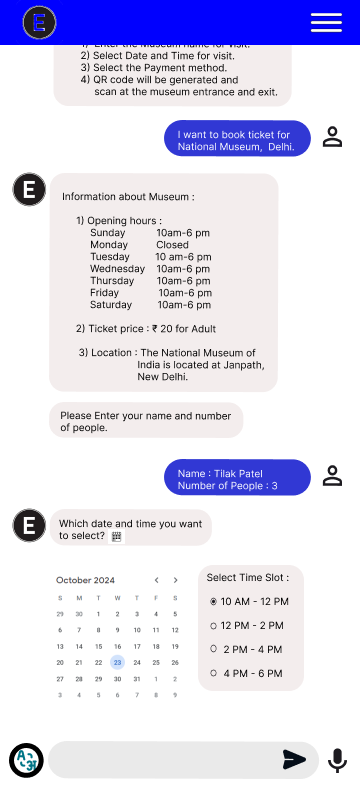 E
1) Enter the Museum name for visit.
2) Select Date and Time for visit.
3) Select the Payment method.
4) QR code will be generated and
scan at the museum entrance and exit.
I want to book ticket for
National Museum, Delhi.
E
Information about Museum :
1) Opening hours :
Sunday 10am-6 pm
Monday Closed
Tuesday 10 am-6 pm
Wednesday 10am-6 pm
Thursday 10am-6 pm
Friday 10am-6 pm
Saturday 10am-6 pm
2) Ticket price : ₹ 20 for Adult
3) Location : The National Museum of
India is located at Janpath,
New Delhi.
Please Enter your name and number
of people.
Name : Tilak Patel
Number of People : 3
E
Which date and time you want
to select?
October 2024 < >
S M T W T F S
29 30 1 2 3 4 5
6 7 8 9 10 11 12
13 14 15 16 17 18 19
20 21 22 23 24 25 26
27 28 29 30 31 1 2
3 4 5 6 7 8 9
Select Time Slot :
10 AM - 12 PM
12 PM - 2 PM
2 PM - 4 PM
4 PM - 6 PM